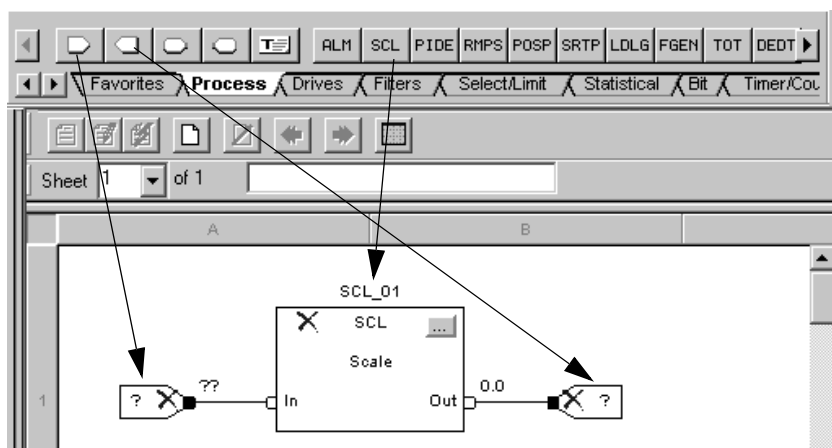 ALM SCL PIDE RMPS POSP SRTP LDLG FGEN TOT DEDT
Favorites Process Drives Filters Select/Limit Statistical Bit Timer/Cou
Sheet 1 of 1
A B
SCL_01
SCL ...
Scale
? ?? In Out 0.0 ?
1